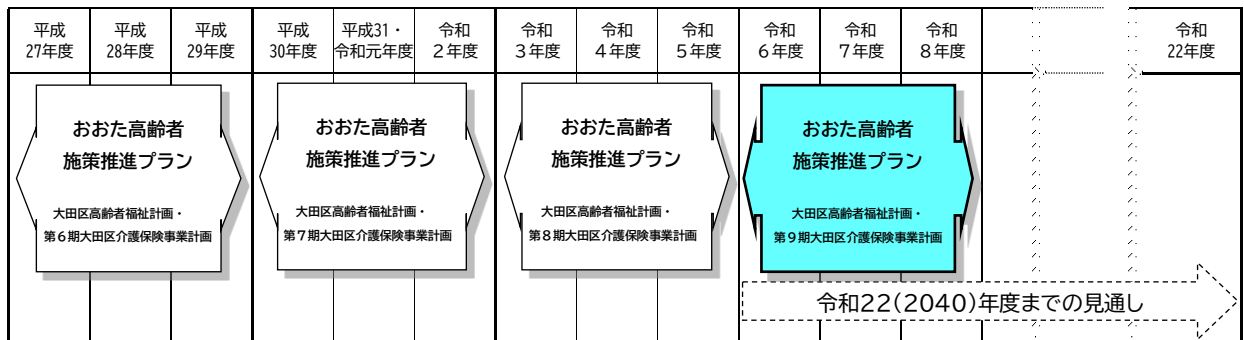 平成
27年度
平成
28年度
平成
29年度
平成
30年度
平成31・
令和元年度
令和
２年度
令和
３年度
令和
４年度
令和
５年度
令和
６年度
令和
７年度
令和
８年度
令和
22年度
おおた高齢者
施策推進プラン
大田区高齢者福祉計画・
第６期大田区介護保険事業計画
おおた高齢者
施策推進プラン
大田区高齢者福祉計画・
第７期大田区介護保険事業計画
おおた高齢者
施策推進プラン
大田区高齢者福祉計画・
第８期大田区介護保険事業計画
おおた高齢者
施策推進プラン
大田区高齢者福祉計画・
第９期大田区介護保険事業計画
令和22(2040)年度までの見通し